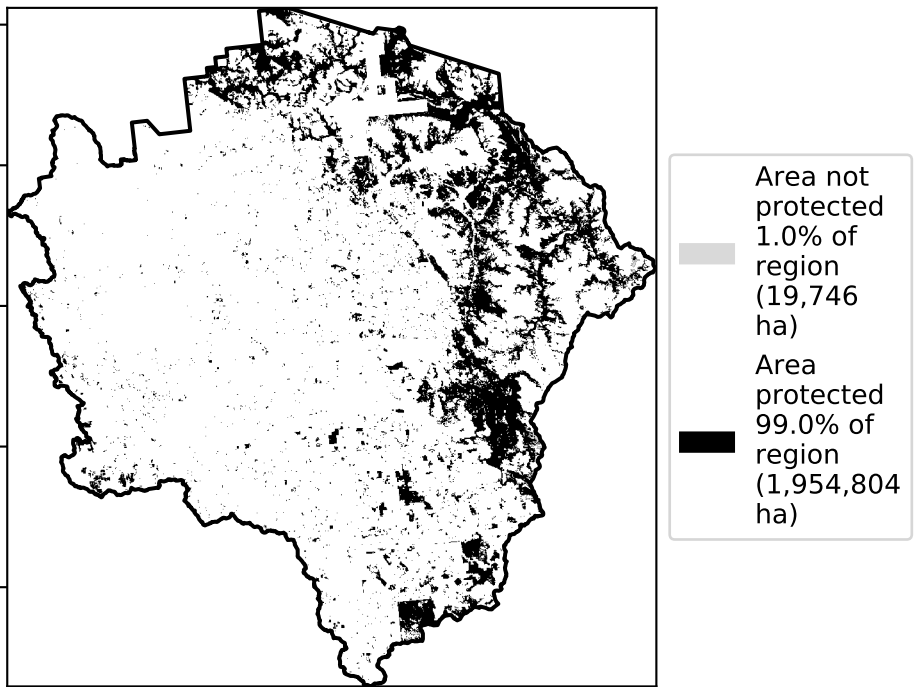 Area not
protected
1.0% of
region
(19,746
ha)
Area
protected
99.0% of
region
(1,954,804
ha)